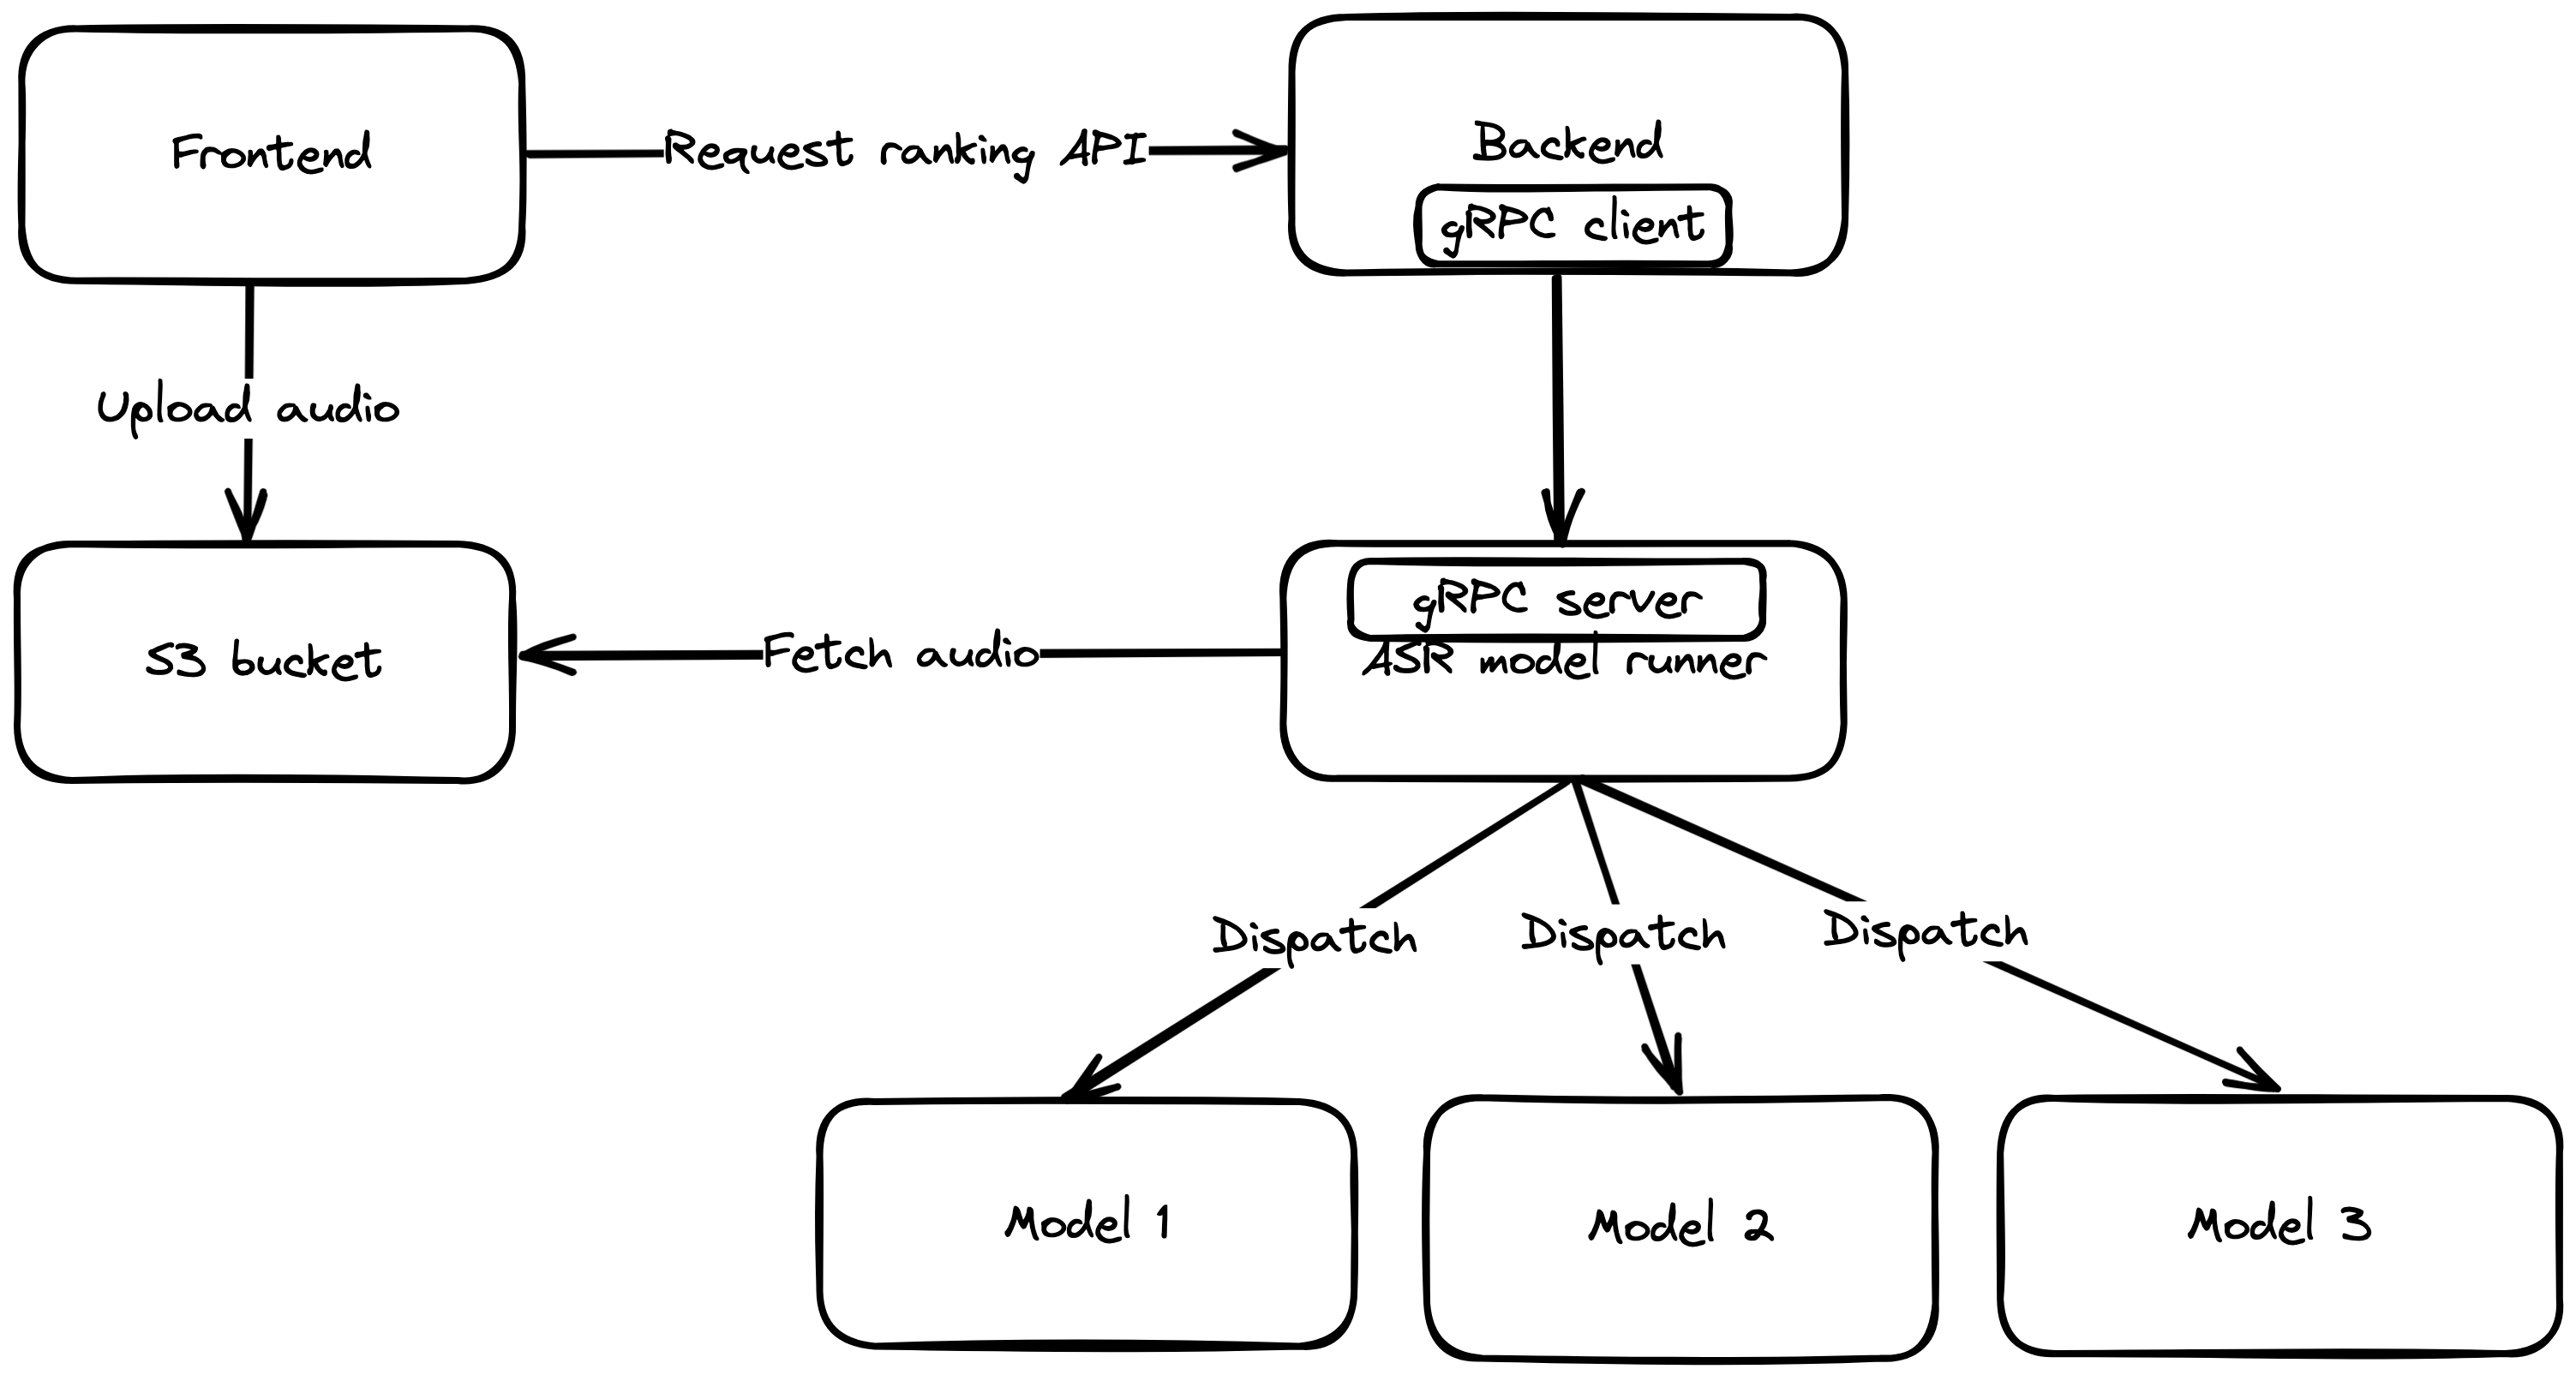 Frontend
Request ranking API
Backend
gRPC client
Upload audio
gRPC server
S3 bucket
Fetch audio
ASR model runner
Dispatch
Dispatch
Dispatch
Model 1
Model 2
Model 3